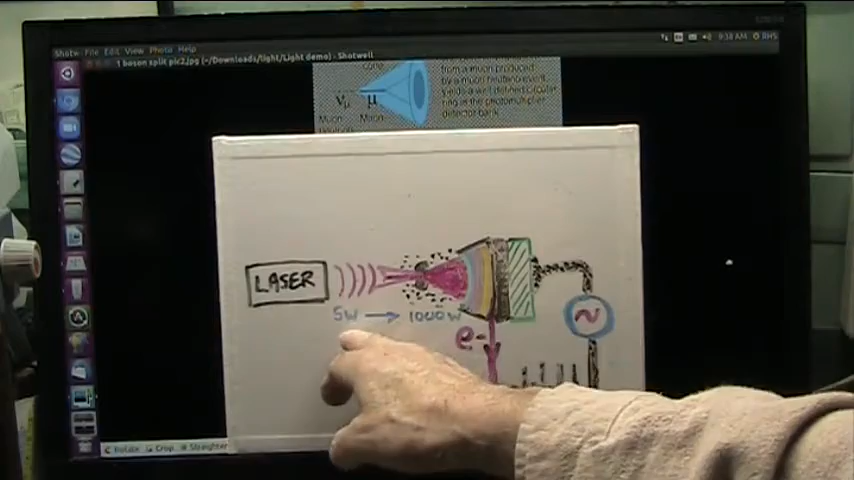 Shotw File Edit View Photo Help
9:38 AM RHS
1 boson split pic2.jpg (~/Downloads/light/Light demo) - Shotwell
cone
from a muon produced
by a muon neutrino event
yields a well defined circular
ring in the photomultiplier
detector bank.
νμ μ
Muon Muon
LASER
5W → 1000W
e-
~
Rotate Crop Straighten